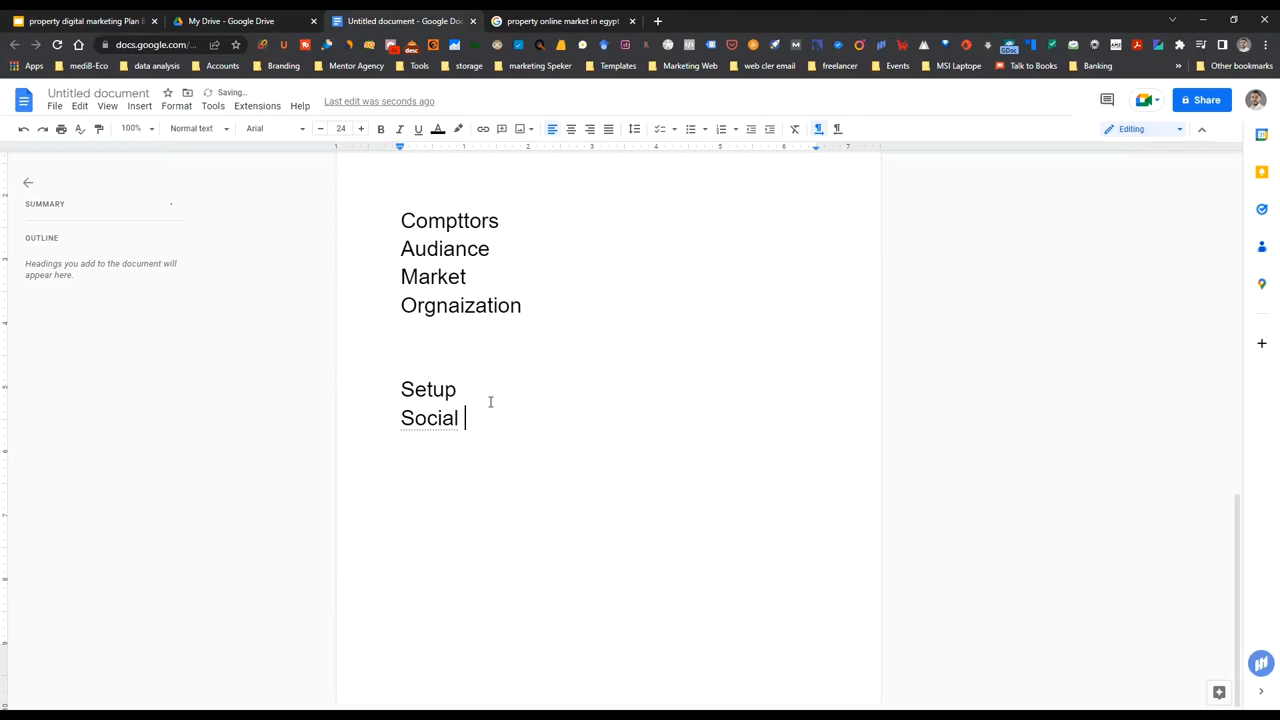 property digital marketing Plan
My Drive - Google Drive
Untitled document - Google Doc
property online market in egypt
docs.google.com/...
Apps
medi8-Eco
data analysis
Accounts
Branding
Mentor Agency
Tools
storage
marketing Speker
Templates
Marketing Web
web cler email
freelancer
Events
MSI Laptope
Talk to Books
Banking
»
Other bookmarks
Untitled document
Saving...
File Edit View Insert Format Tools Extensions Help
Last edit was seconds ago
Share
100% Normal text Arial 24
Editing
SUMMARY
OUTLINE
Headings you add to the document will
appear here.
Compttors
Audiance
Market
Orgnaization
Setup
Social